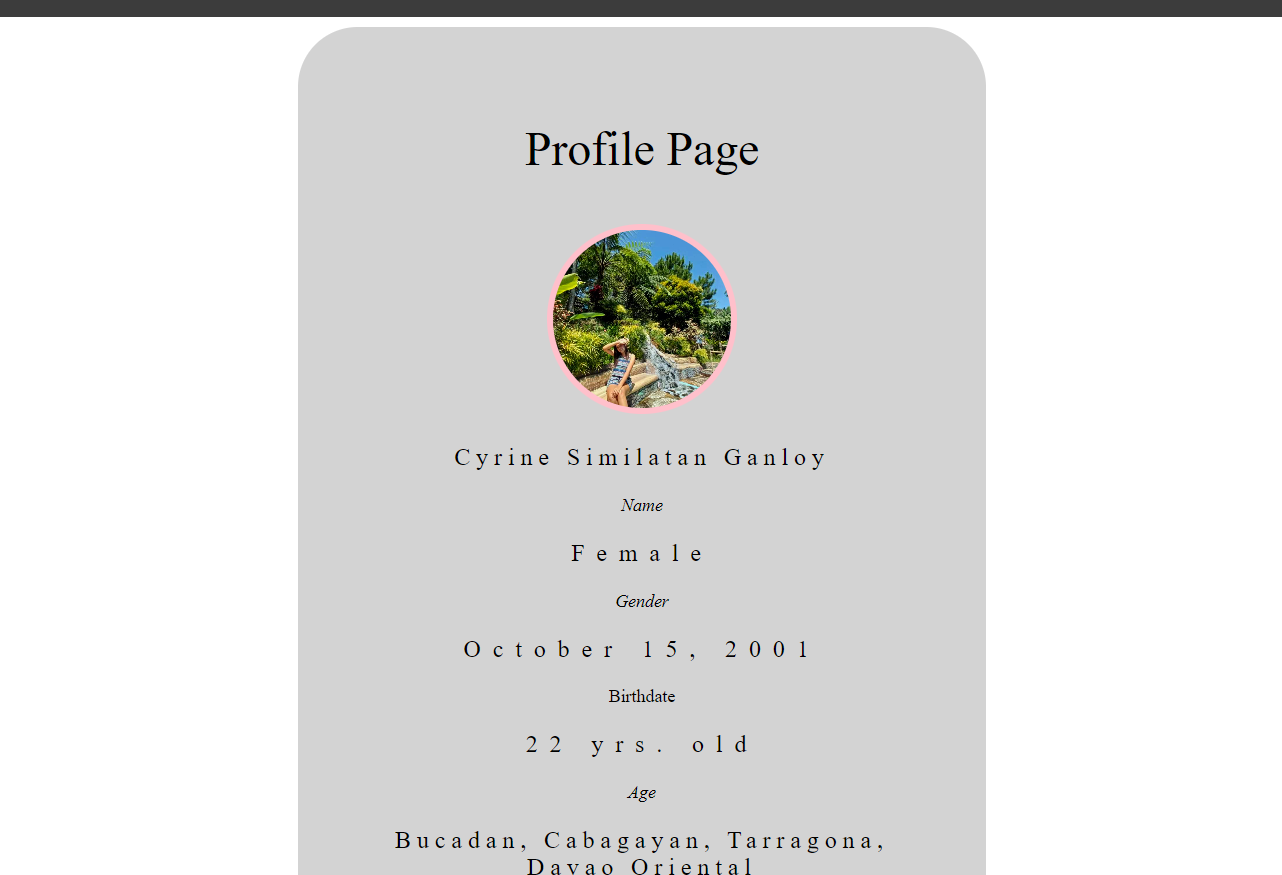 Profile Page
Cyrine Similatan Ganloy
Name
Female
Gender
October 15, 2001
Birthdate
22 yrs. old
Age
Bucadan, Cabagayan, Tarragona,
Davao Oriental